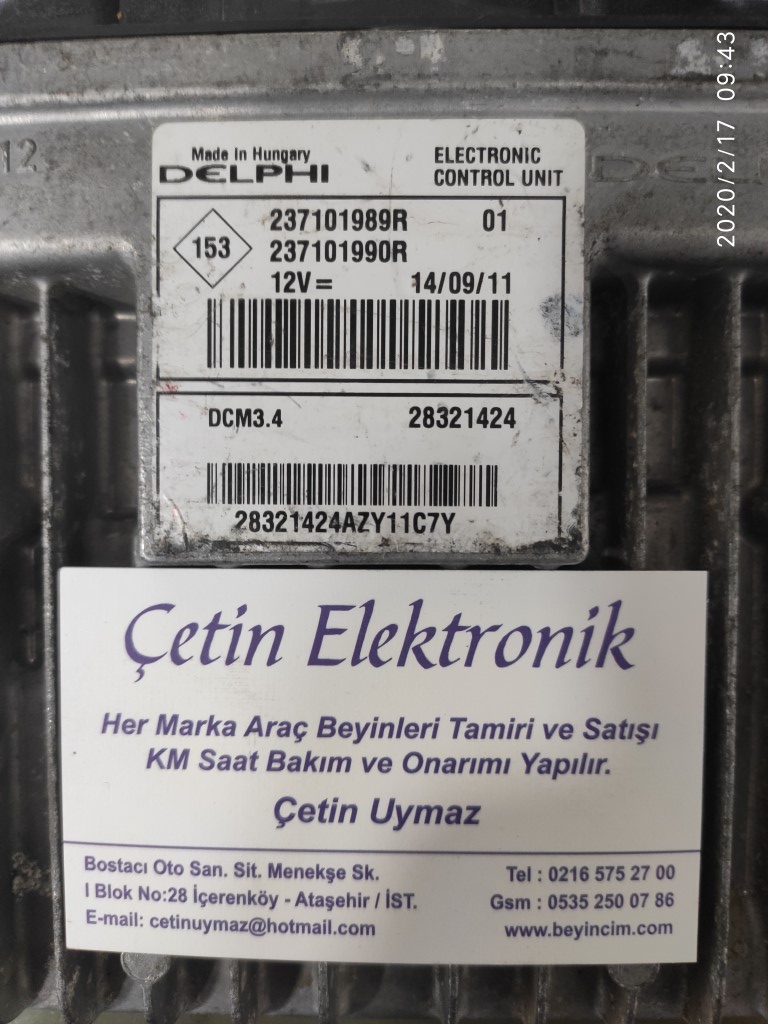 2020/2/17 09:43
12
Made In Hungary
DELPHI
ELECTRONIC
CONTROL UNIT
153
237101989R 01
237101990R
12V= 14/09/11
DCM3.4 28321424
28321424AZY11C7Y
Çetin Elektronik
Her Marka Araç Beyinleri Tamiri ve Satışı
KM Saat Bakım ve Onarımı Yapılır.
Çetin Uymaz
Bostacı Oto San. Sit. Menekşe Sk.
I Blok No:28 İçerenköy - Ataşehir / İST.
E-mail: cetinuymaz@hotmail.com
Tel : 0216 575 27 00
Gsm : 0535 250 07 86
www.beyincim.com